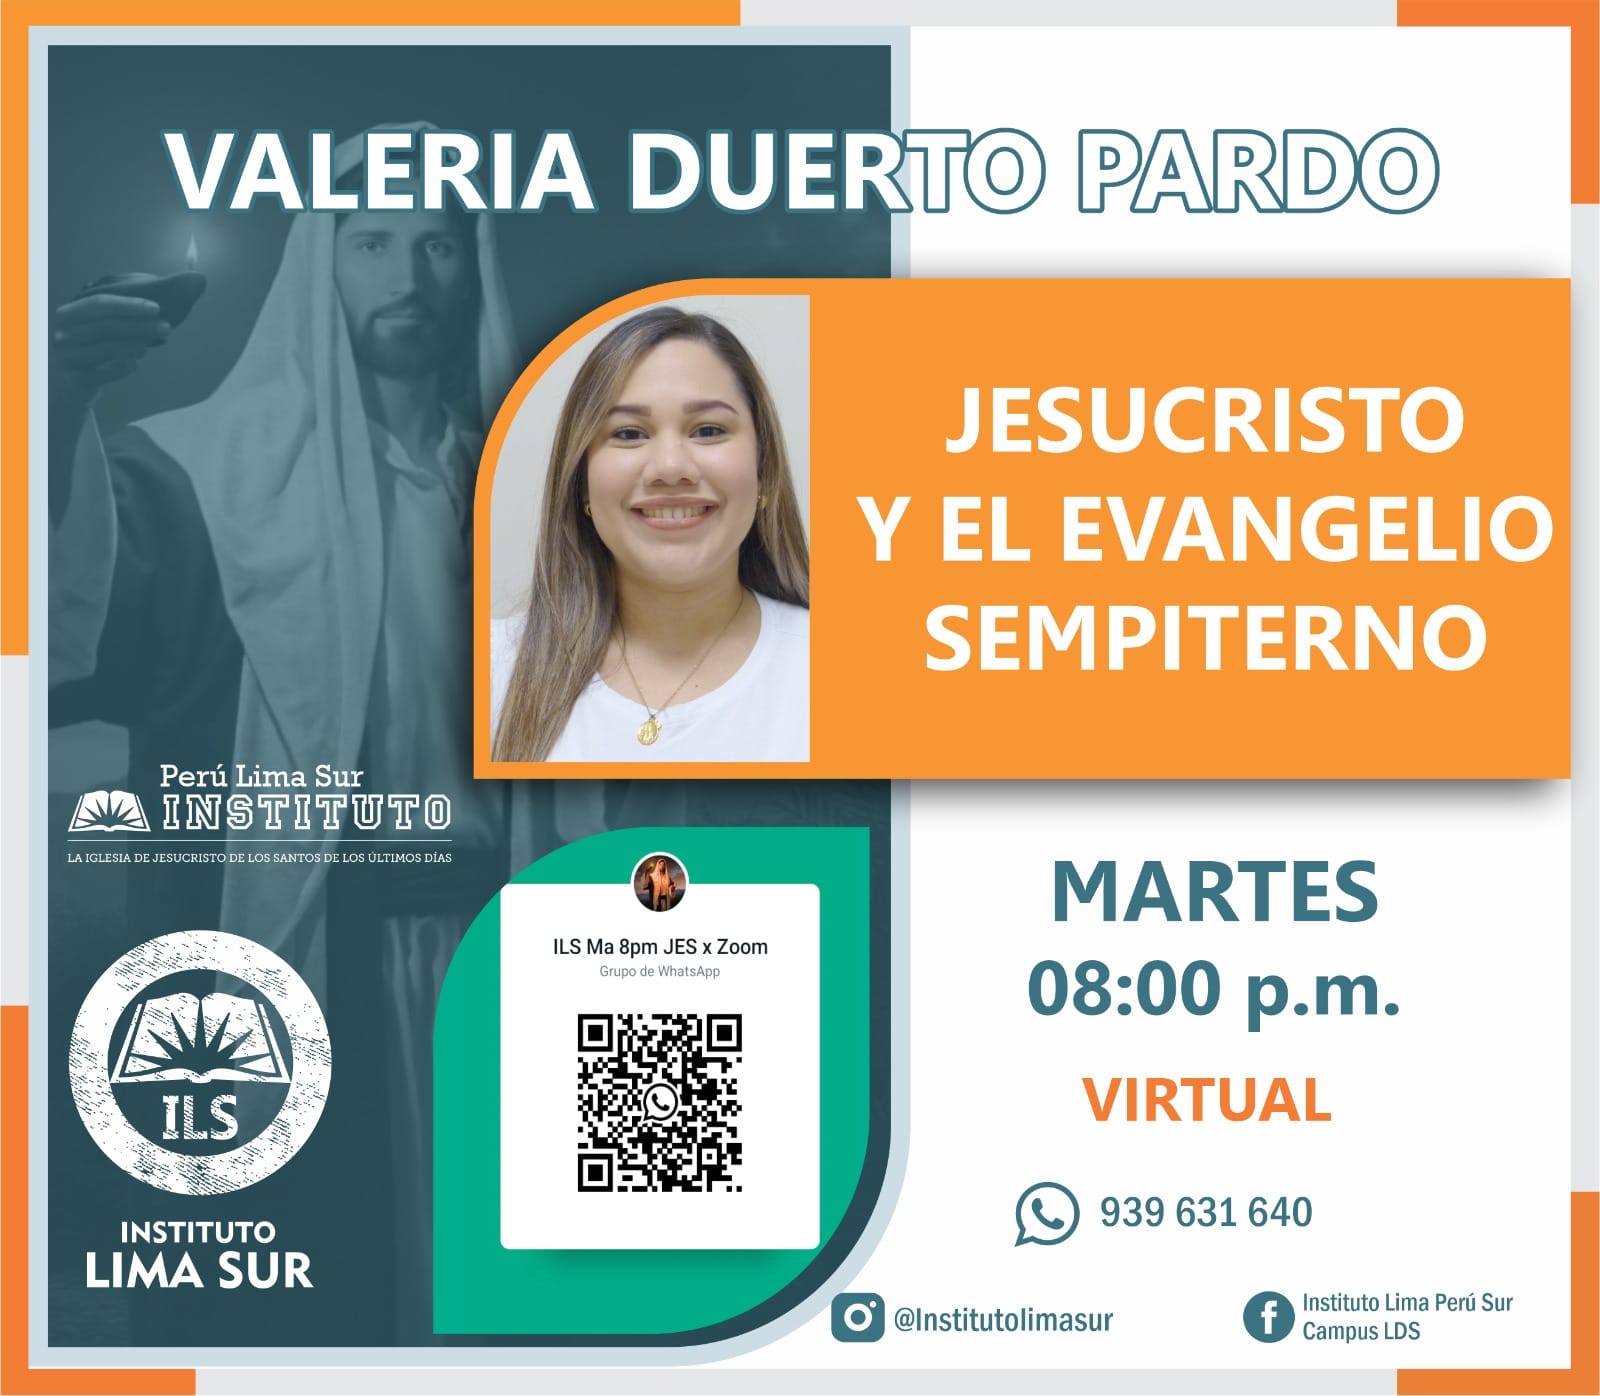 VALERIA DUERTO PARDO
JESUCRISTO
Y EL EVANGELIO
SEMPITERNO
Perú Lima Sur
INSTITUTO
LA IGLESIA DE JESUCRISTO DE LOS SANTOS DE LOS ÚLTIMOS DÍAS
ILS
INSTITUTO
LIMA SUR
ILS Ma 8pm JES x Zoom
Grupo de WhatsApp
MARTES
08:00 p.m.
VIRTUAL
939 631 640
@Institutolimasur
Instituto Lima Perú Sur
Campus LDS